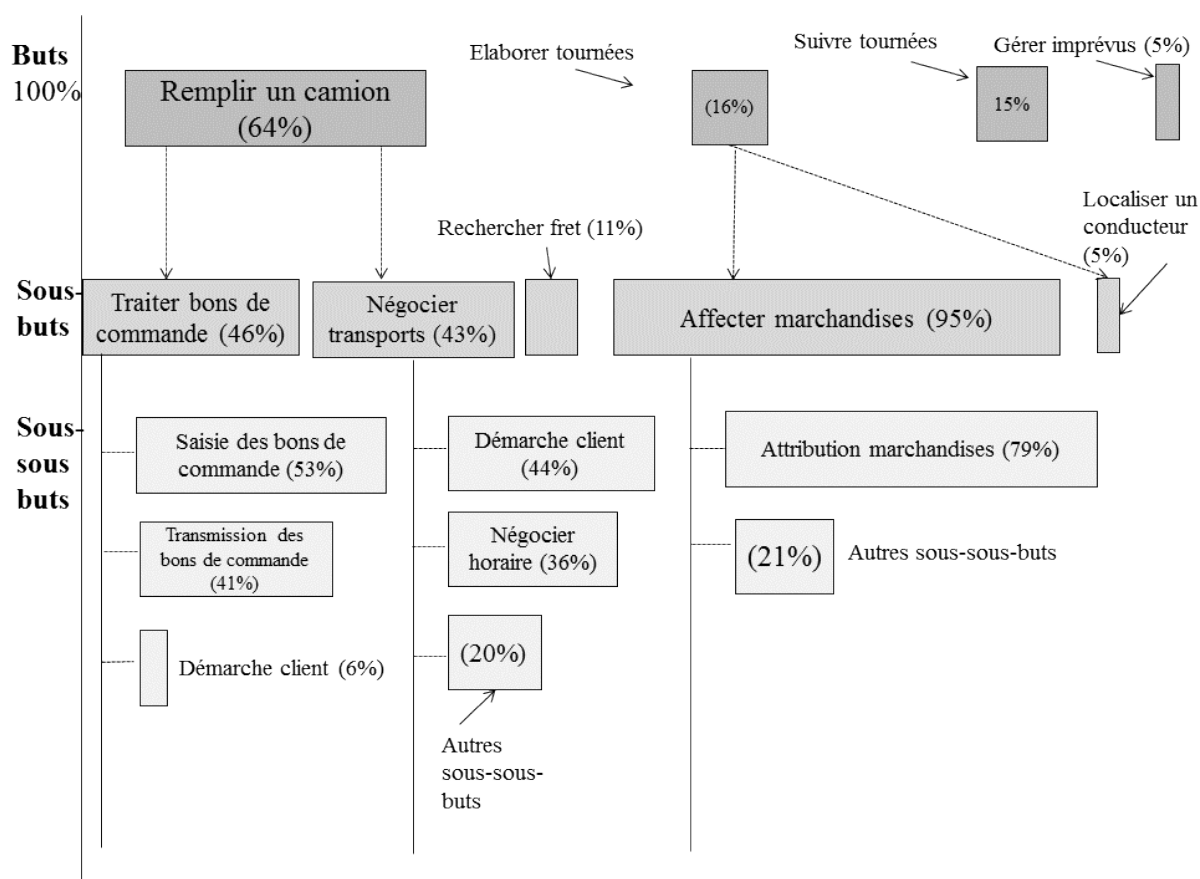 Buts
100%
Remplir un camion
(64%)
Elaborer tournées
(16%)
Suivre tournées
15%
Gérer imprévus (5%)
Rechercher fret (11%)
Localiser un
conducteur
(5%)
Sous-
buts
Traiter bons de
commande (46%)
Négocier
transports (43%)
Affecter marchandises (95%)
Sous-
sous
buts
Saisie des bons de
commande (53%)
Démarche client
(44%)
Attribution marchandises (79%)
Transmission des
bons de commande
(41%)
Négocier
horaire (36%)
(21%)
Autres sous-sous-buts
Démarche client (6%)
(20%)
Autres
sous-sous-
buts